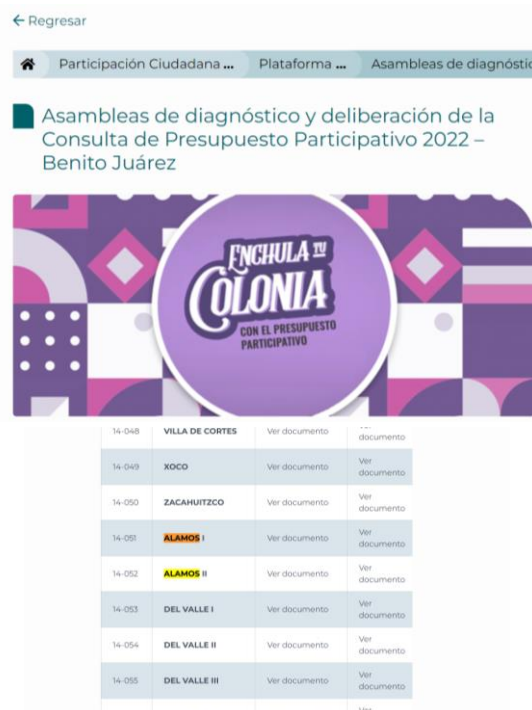 ← Regresar
Participación Ciudadana ... Plataforma ... Asambleas de diagnóstic
Asambleas de diagnóstico y deliberación de la
Consulta de Presupuesto Participativo 2022 –
Benito Juárez
ENCHULA TU
COLONIA
CON EL PRESUPUESTO
PARTICIPATIVO
14-048 VILLA DE CORTES Ver documento Ver documento
14-049 XOCO Ver documento Ver documento
14-050 ZACAHUITZCO Ver documento Ver documento
14-051 ALAMOS I Ver documento Ver documento
14-052 ALAMOS II Ver documento Ver documento
14-053 DEL VALLE I Ver documento Ver documento
14-054 DEL VALLE II Ver documento Ver documento
14-055 DEL VALLE III Ver documento Ver documento
Ver